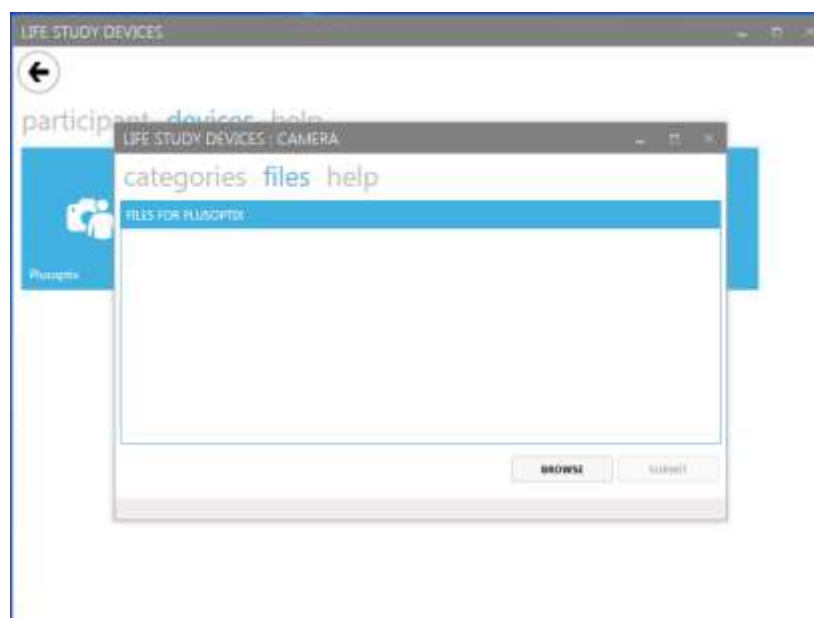 LIFE STUDY DEVICES
participant devices help
LIFE STUDY DEVICES : CAMERA
categories files help
FILES FOR PLUSOPTIX
Plusoptix
BROWSE SUBMIT